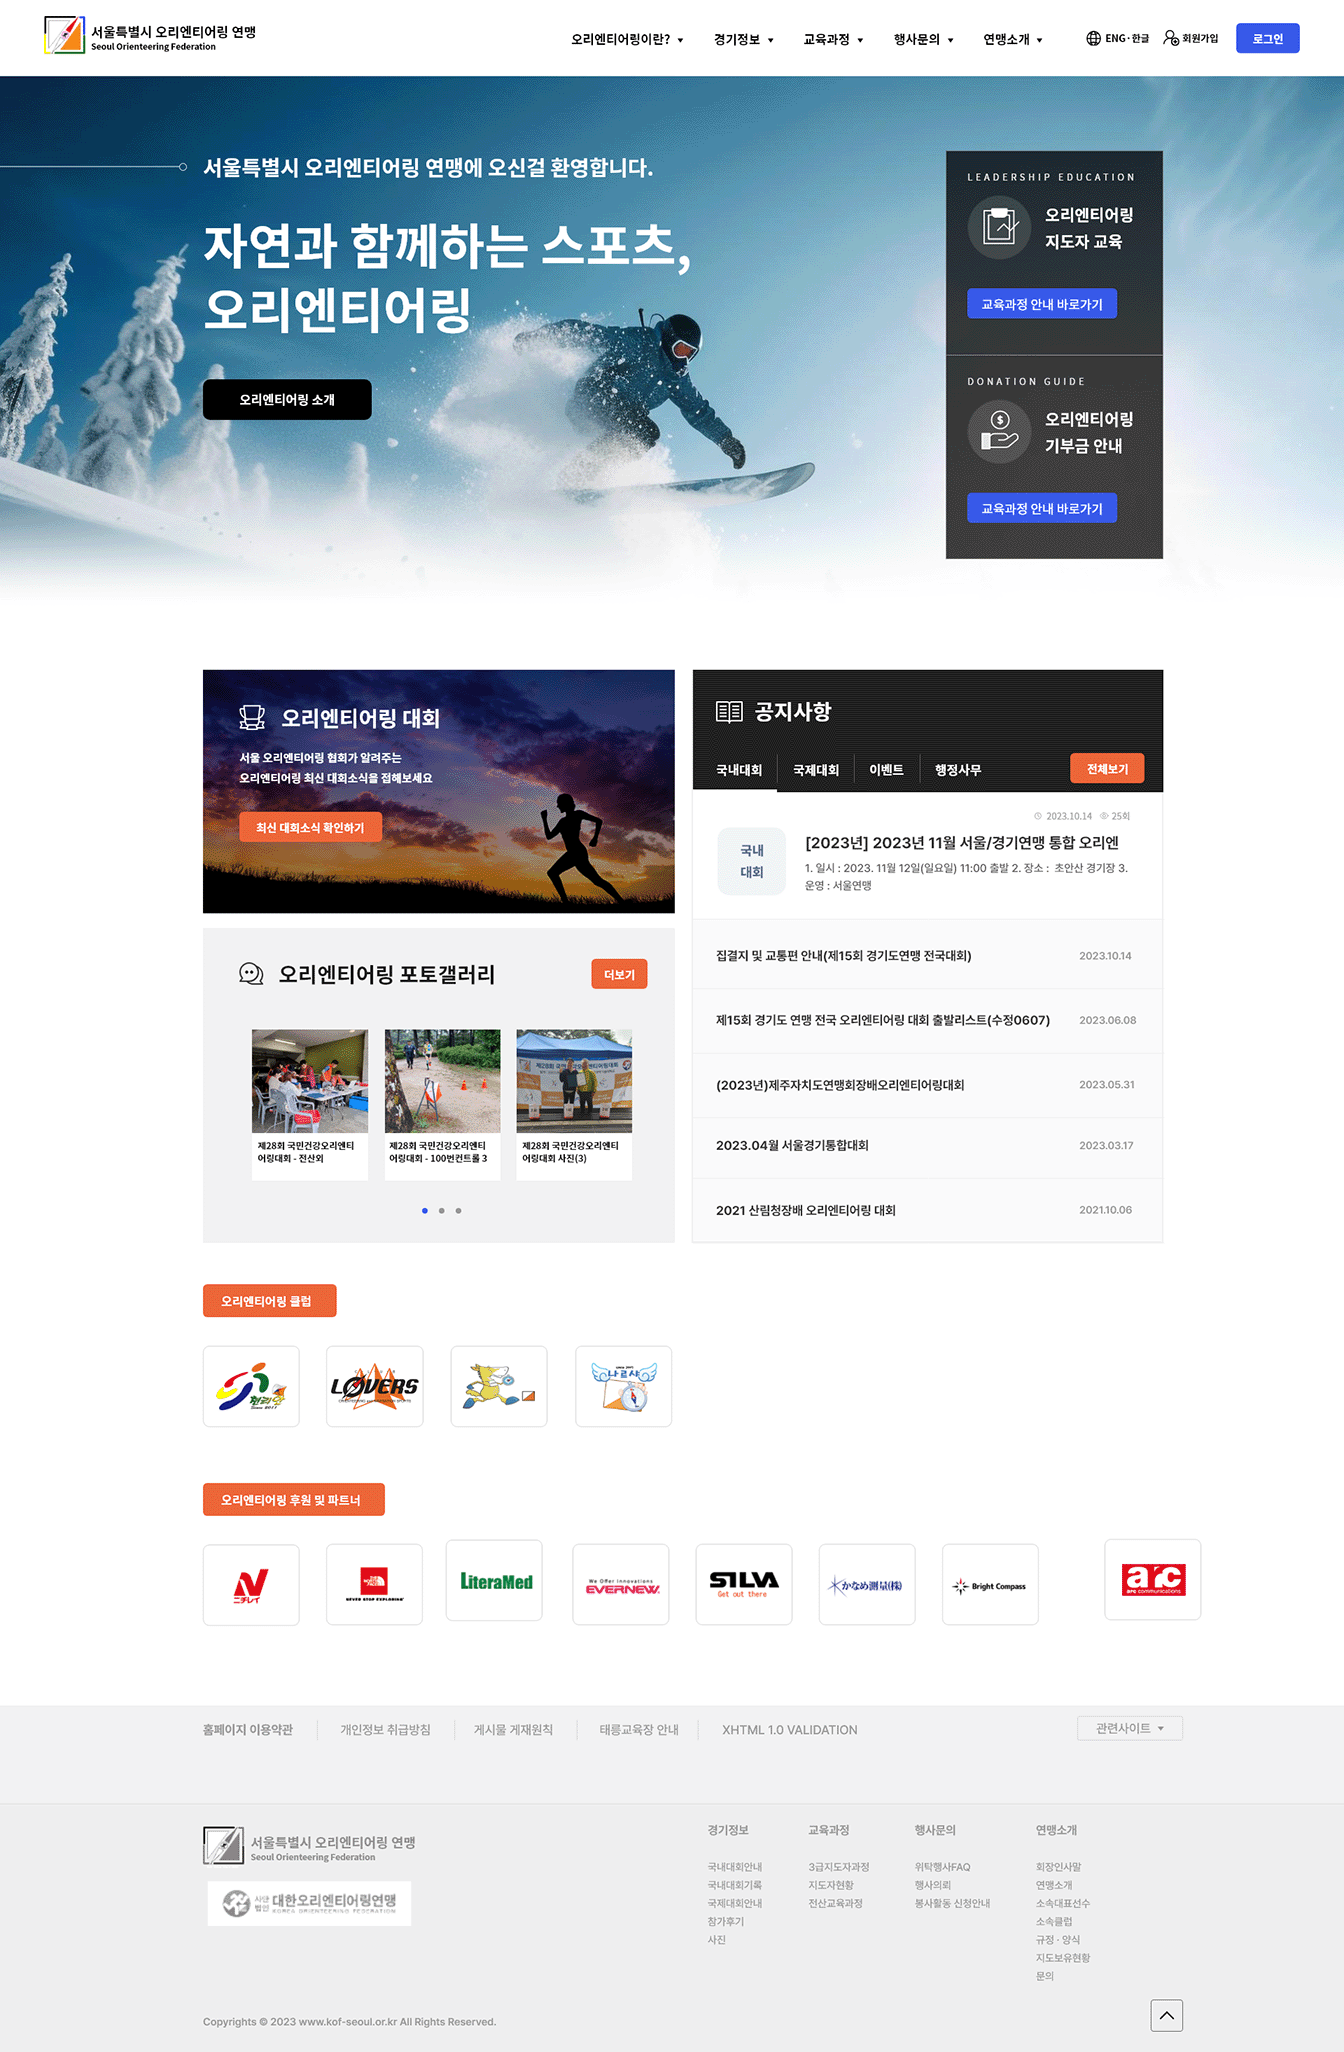 서울특별시 오리엔티어링 연맹
Seoul Orienteering Federation
오리엔티어링이란? ▼
경기정보 ▼
교육과정 ▼
행사문의 ▼
연맹소개 ▼
ENG·한글
회원가입
로그인
서울특별시 오리엔티어링 연맹에 오신걸 환영합니다.
자연과 함께하는 스포츠,
오리엔티어링
오리엔티어링 소개
LEADERSHIP EDUCATION
오리엔티어링
지도자 교육
교육과정 안내 바로가기
DONATION GUIDE
오리엔티어링
기부금 안내
교육과정 안내 바로가기
오리엔티어링 대회
서울 오리엔티어링 협회가 알려주는
오리엔티어링 최신 대회소식을 접해보세요
최신 대회소식 확인하기
오리엔티어링 포토갤러리
더보기
제28회 국민건강오리엔티
어링대회 - 전산외
제28회 국민건강오리엔티
어링대회 - 100번컨트롤 3
제28회 국민건강오리엔티
어링대회 사진(3)
공지사항
국내대회
국제대회
이벤트
행정사무
전체보기
2023.10.14
25회
국내
대회
[2023년] 2023년 11월 서울/경기연맹 통합 오리엔
1. 일시 : 2023. 11월 12일(일요일) 11:00 출발 2. 장소 : 초안산 경기장 3.
운영 : 서울연맹
집결지 및 교통편 안내(제15회 경기도연맹 전국대회)
2023.10.14
제15회 경기도 연맹 전국 오리엔티어링 대회 출발리스트(수정0607)
2023.06.08
(2023년)제주자치도연맹회장배오리엔티어링대회
2023.05.31
2023.04월 서울경기통합대회
2023.03.17
2021 산림청장배 오리엔티어링 대회
2021.10.06
오리엔티어링 클럽
Since 2011
LOVERS
나르샤
오리엔티어링 후원 및 파트너
ニチレイ
THE NORTH FACE
NEVER STOP EXPLORING
LiteraMed
We Offer Innovations
EVERNEW.
SILVA
Get out there
かなめ測量(株)
Bright Compass
arc
arc communications
홈페이지 이용약관
개인정보 취급방침
게시물 게재원칙
태릉교육장 안내
XHTML 1.0 VALIDATION
관련사이트 ▼
서울특별시 오리엔티어링 연맹
Seoul Orienteering Federation
사단
법인
대한오리엔티어링연맹
KOREA ORIENTEERING FEDERATION
경기정보
국내대회안내
국내대회기록
국제대회안내
참가후기
사진
교육과정
3급지도자과정
지도자현황
전산교육과정
행사문의
위탁행사FAQ
행사의뢰
봉사활동 신청안내
연맹소개
회장인사말
연맹소개
소속대표선수
소속클럽
규정 · 양식
지도보유현황
문의
Copyrights © 2023 www.kof-seoul.or.kr All Rights Reserved.